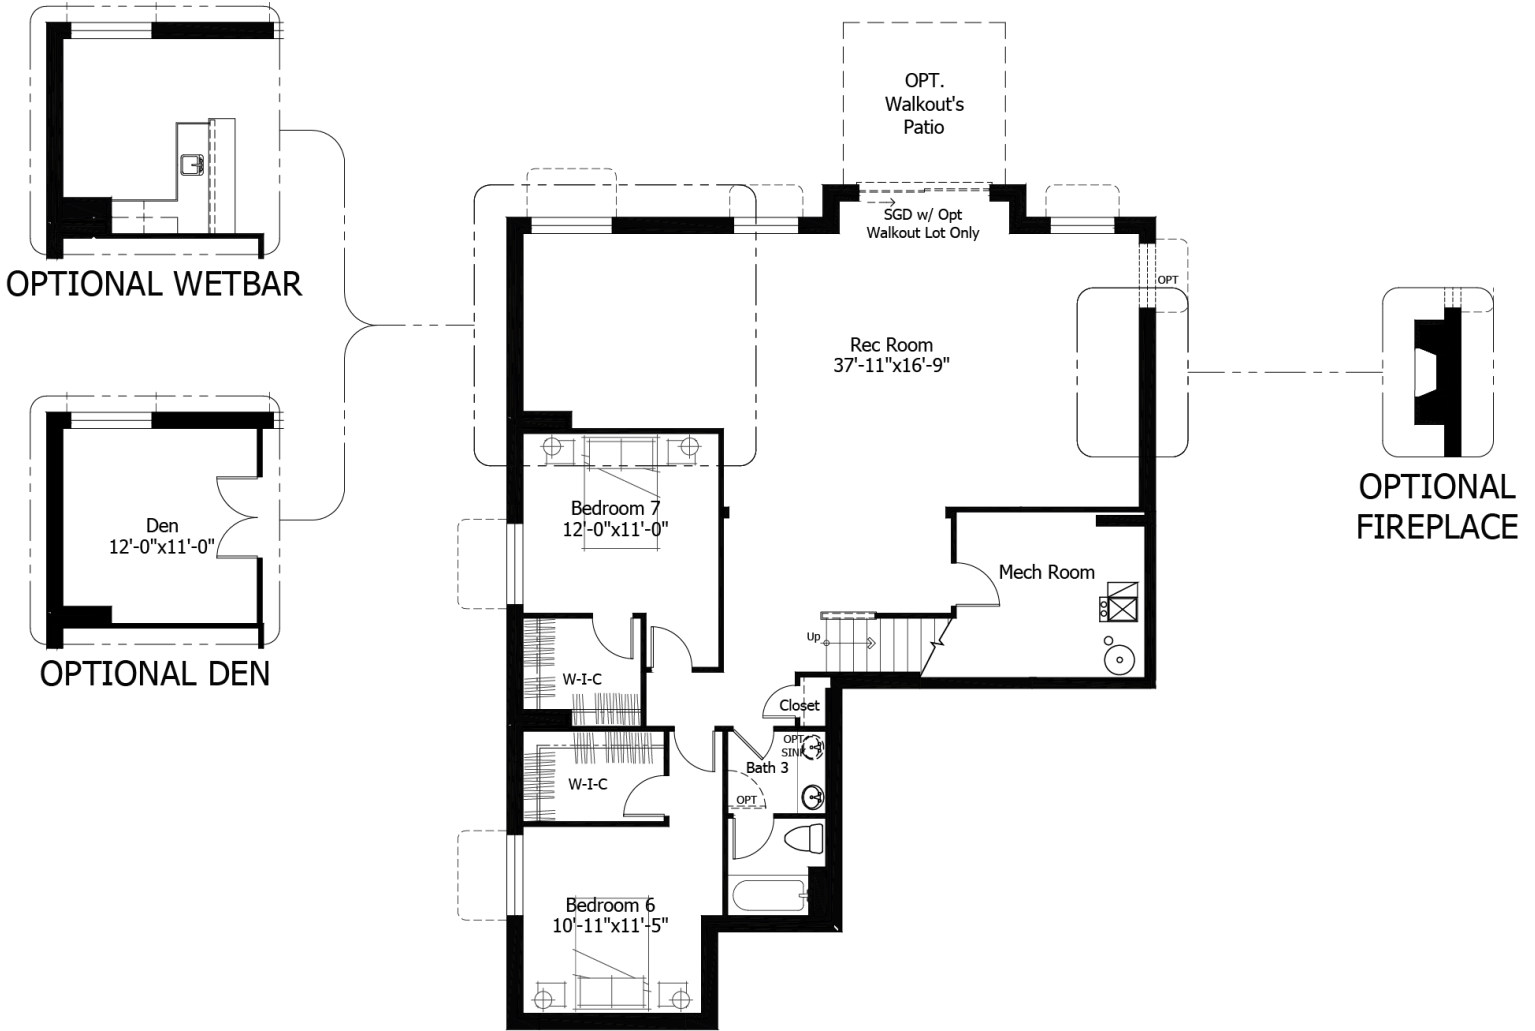 OPT.
Walkout's
Patio
SGD w/ Opt
Walkout Lot Only
OPTIONAL WETBAR
OPT
Rec Room
37'-11"x16'-9"
OPTIONAL
FIREPLACE
Den
12'-0"x11'-0"
OPTIONAL DEN
Bedroom 7
12'-0"x11'-0"
Mech Room
Up
W-I-C
Closet
OPT
SINK
Bath 3
W-I-C
OPT
Bedroom 6
10'-11"x11'-5"